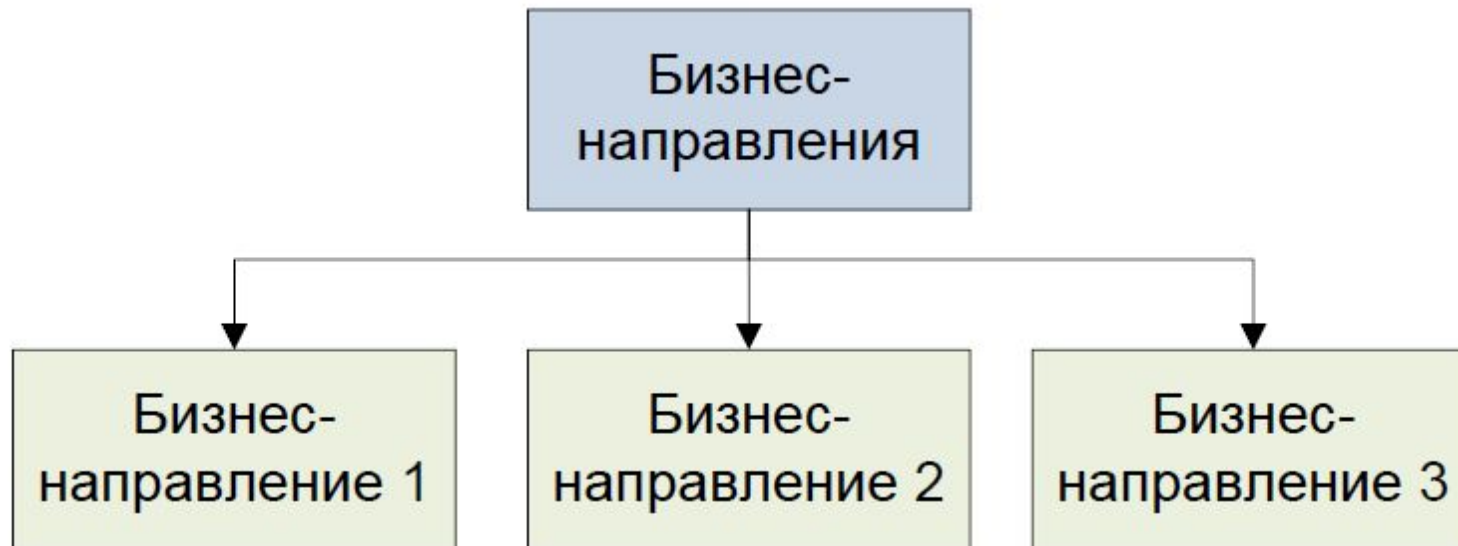 Бизнес-
направления
Бизнес-
направление 1
Бизнес-
направление 2
Бизнес-
направление 3